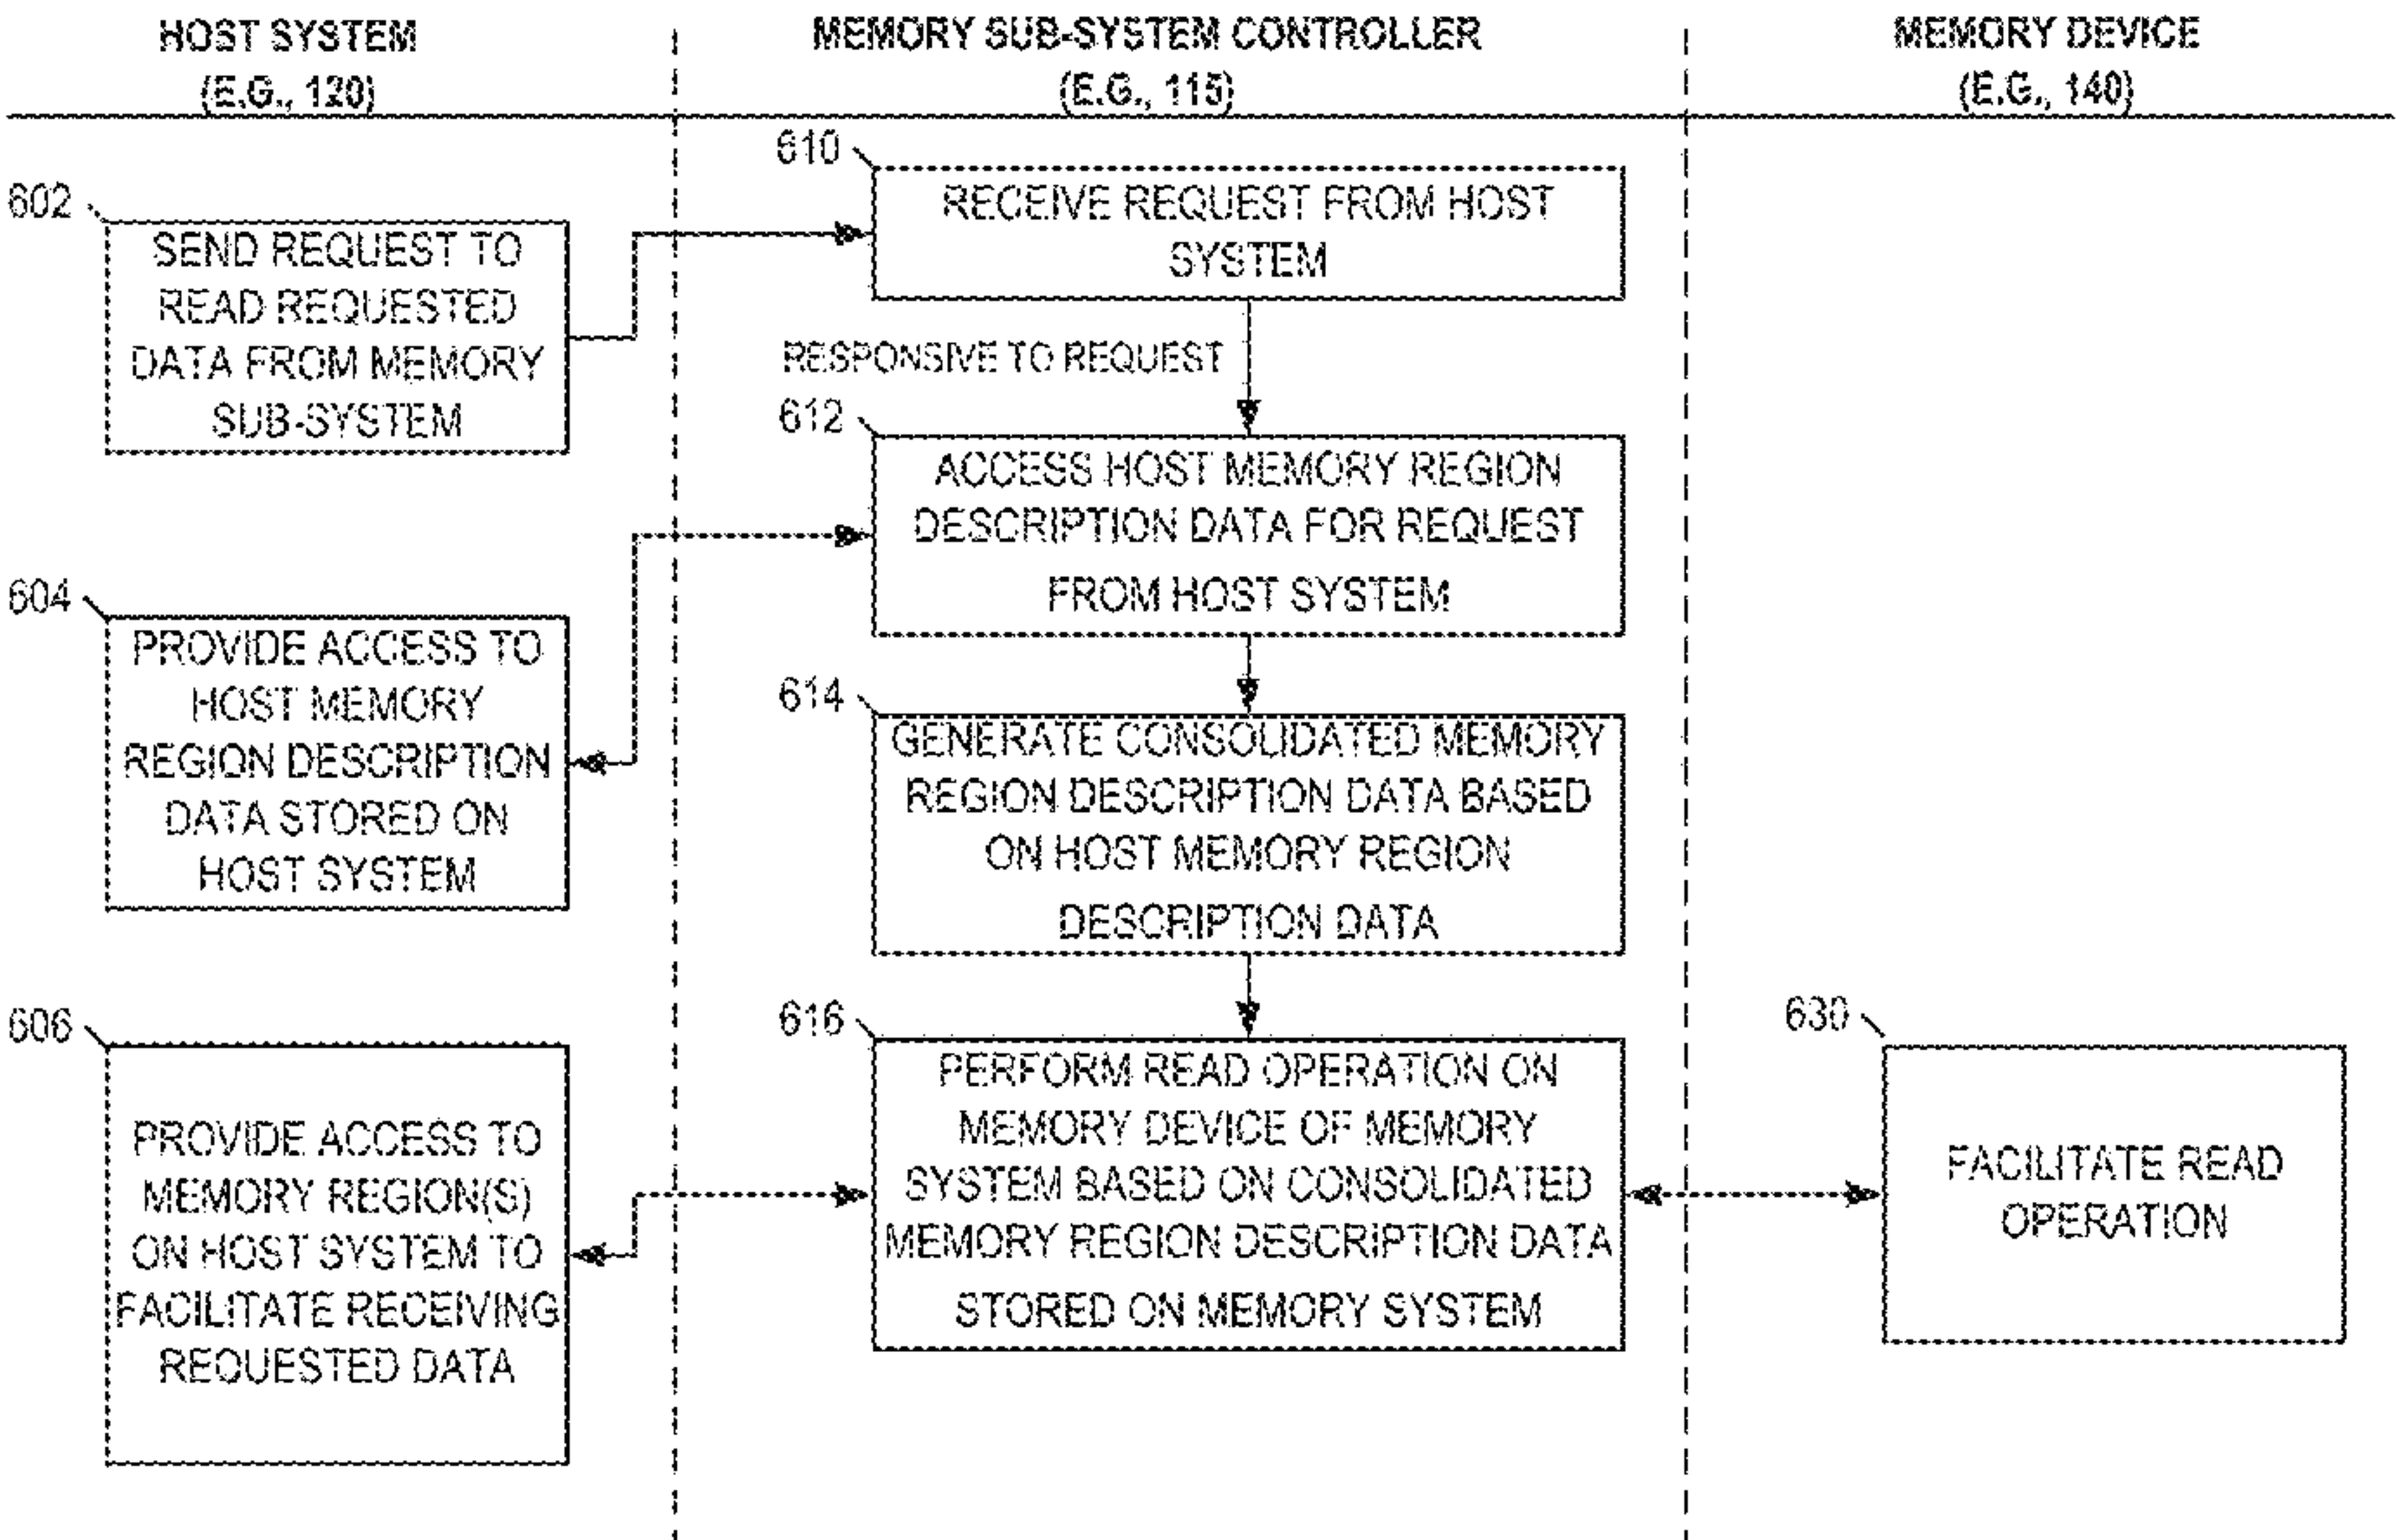 HOST SYSTEM
(E.G., 120)
MEMORY SUB-SYSTEM CONTROLLER
(E.G., 115)
MEMORY DEVICE
(E.G., 140)
602
SEND REQUEST TO
READ REQUESTED
DATA FROM MEMORY
SUB-SYSTEM
610
RECEIVE REQUEST FROM HOST
SYSTEM
RESPONSIVE TO REQUEST
612
ACCESS HOST MEMORY REGION
DESCRIPTION DATA FOR REQUEST
FROM HOST SYSTEM
604
PROVIDE ACCESS TO
HOST MEMORY
REGION DESCRIPTION
DATA STORED ON
HOST SYSTEM
614
GENERATE CONSOLIDATED MEMORY
REGION DESCRIPTION DATA BASED
ON HOST MEMORY REGION
DESCRIPTION DATA
606
PROVIDE ACCESS TO
MEMORY REGION(S)
ON HOST SYSTEM TO
FACILITATE RECEIVING
REQUESTED DATA
616
PERFORM READ OPERATION ON
MEMORY DEVICE OF MEMORY
SYSTEM BASED ON CONSOLIDATED
MEMORY REGION DESCRIPTION DATA
STORED ON MEMORY SYSTEM
630
FACILITATE READ
OPERATION